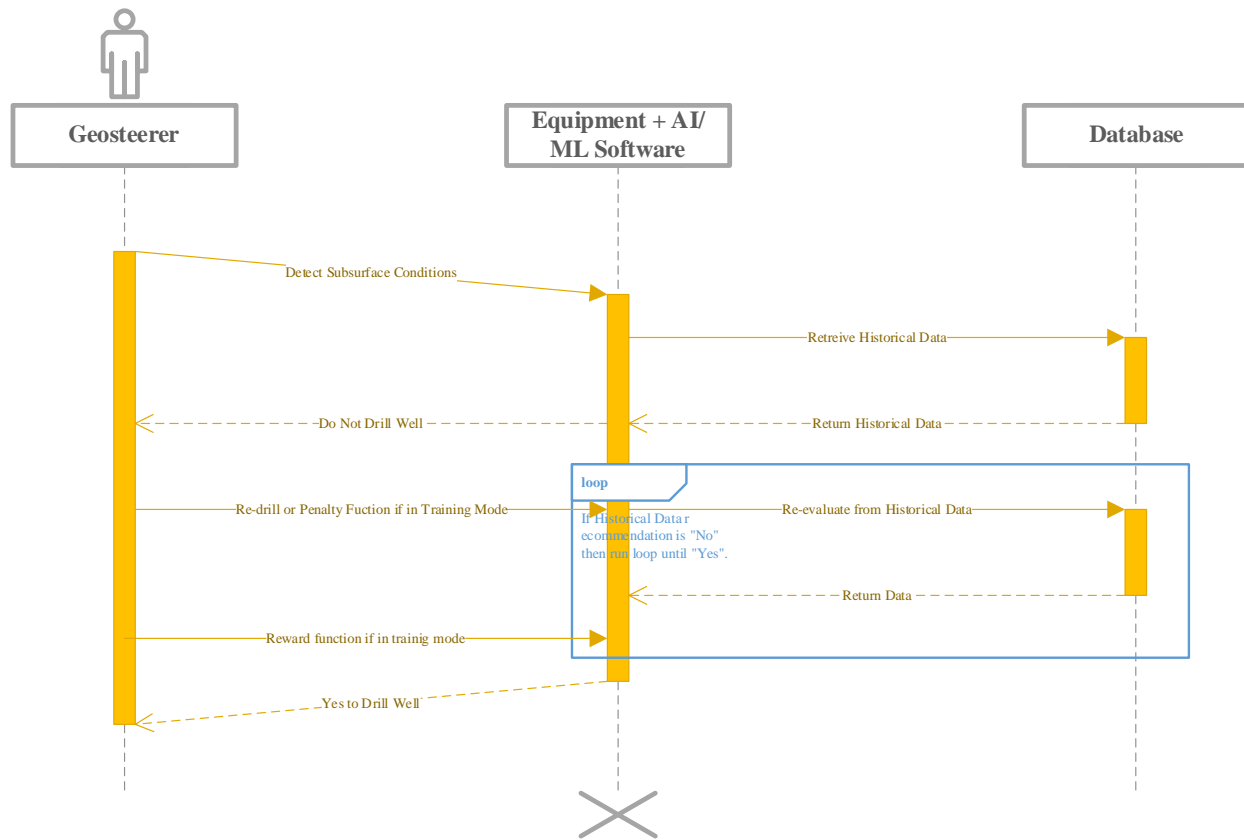 Geosteerer
Equipment + AI/
ML Software
Database
Detect Subsurface Conditions
Retreive Historical Data
Do Not Drill Well
Return Historical Data
loop
Re-drill or Penalty Fuction if in Training Mode
Re-evaluate from Historical Data
If Historical Data r
ecommendation is "No"
then run loop until "Yes".
Return Data
Reward function if in trainig mode
Yes to Drill Well